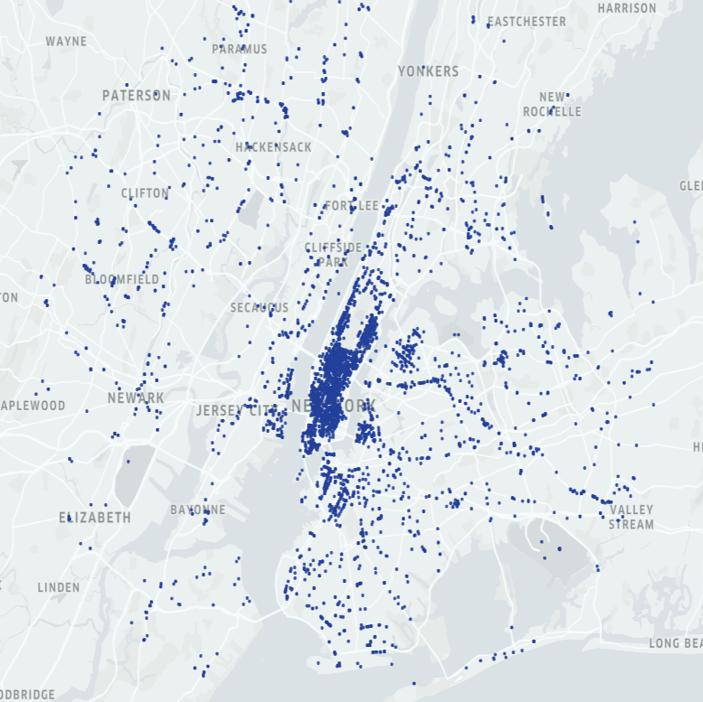 HARRISON
EASTCHESTER
WAYNE
PARAMUS
YONKERS
PATERSON
NEW
ROCHELLE
HACKENSACK
GLE
CLIFTON
FORT LEE
CLIFFSIDE
PARK
BLOOMFIELD
TON
SECAUCUS
NEWARK
APLEWOOD
JERSEY CITY
NEW YORK
H
BAYONNE
VALLEY
STREAM
ELIZABETH
LINDEN
LONG BEA
ODBRIDGE